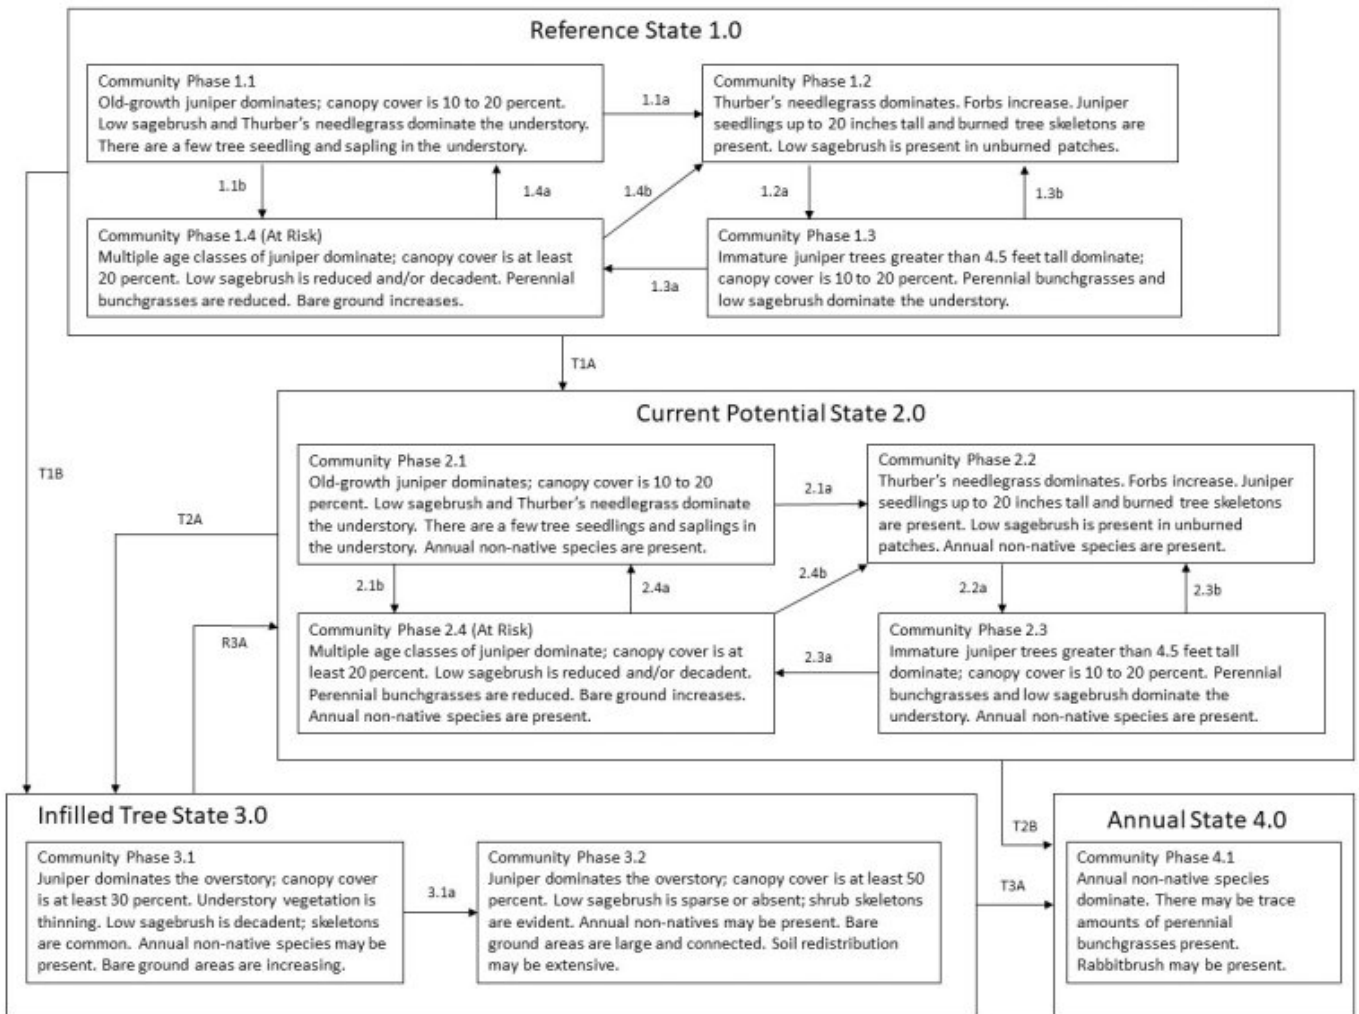 Reference State 1.0
Community Phase 1.1
Old-growth juniper dominates; canopy cover is 10 to 20 percent.
Low sagebrush and Thurber's needlegrass dominate the understory.
There are a few tree seedling and sapling in the understory.
1.1a
Community Phase 1.2
Thurber's needlegrass dominates. Forbs increase. Juniper
seedlings up to 20 inches tall and burned tree skeletons are
present. Low sagebrush is present in unburned patches.
1.1b
1.4a
1.4b
1.2a
1.3b
Community Phase 1.4 (At Risk)
Multiple age classes of juniper dominate; canopy cover is at least
20 percent. Low sagebrush is reduced and/or decadent. Perennial
bunchgrasses are reduced. Bare ground increases.
1.3a
Community Phase 1.3
Immature juniper trees greater than 4.5 feet tall dominate;
canopy cover is 10 to 20 percent. Perennial bunchgrasses and
low sagebrush dominate the understory.
T1A
T1B
Current Potential State 2.0
Community Phase 2.1
Old-growth juniper dominates; canopy cover is 10 to 20
percent. Low sagebrush and Thurber's needlegrass dominate
the understory. There are a few tree seedlings and saplings in
the understory. Annual non-native species are present.
2.1a
Community Phase 2.2
Thurber's needlegrass dominates. Forbs increase. Juniper
seedlings up to 20 inches tall and burned tree skeletons
are present. Low sagebrush is present in unburned
patches. Annual non-native species are present.
T2A
2.1b
2.4a
2.4b
2.2a
2.3b
R3A
Community Phase 2.4 (At Risk)
Multiple age classes of juniper dominate; canopy cover is at
least 20 percent. Low sagebrush is reduced and/or decadent.
Perennial bunchgrasses are reduced. Bare ground increases.
Annual non-native species are present.
2.3a
Community Phase 2.3
Immature juniper trees greater than 4.5 feet tall
dominate; canopy cover is 10 to 20 percent. Perennial
bunchgrasses and low sagebrush dominate the
understory. Annual non-native species are present.
Infilled Tree State 3.0
Community Phase 3.1
Juniper dominates the overstory; canopy cover
is at least 30 percent. Understory vegetation is
thinning. Low sagebrush is decadent; skeletons
are common. Annual non-native species may be
present. Bare ground areas are increasing.
3.1a
Community Phase 3.2
Juniper dominates the overstory; canopy cover is at least 50
percent. Low sagebrush is sparse or absent; shrub skeletons
are evident. Annual non-natives may be present. Bare
ground areas are large and connected. Soil redistribution
may be extensive.
T2B
T3A
Annual State 4.0
Community Phase 4.1
Annual non-native species
dominate. There may be trace
amounts of perennial
bunchgrasses present.
Rabbitbrush may be present.